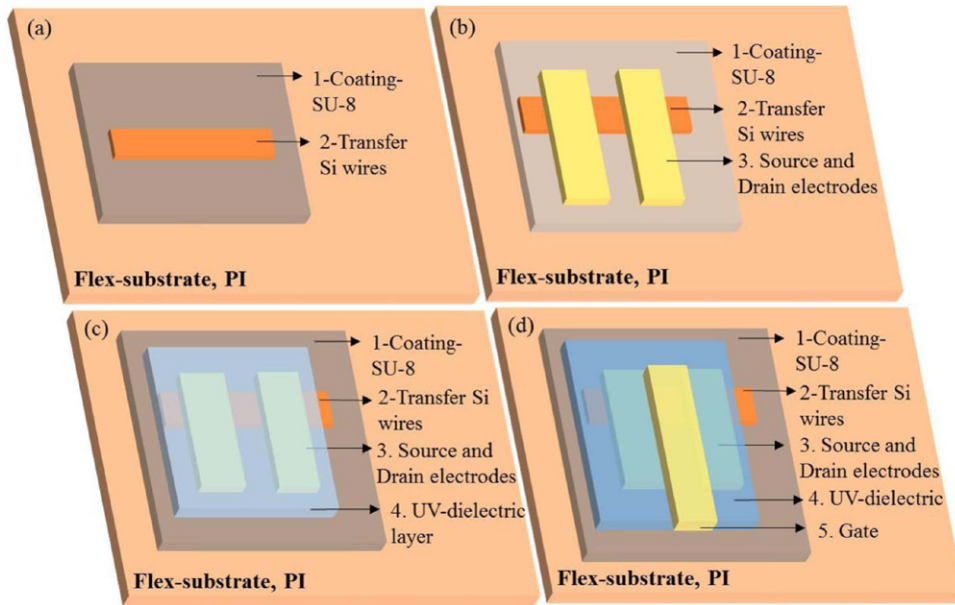 (a)
1-Coating-
SU-8
2-Transfer
Si wires
Flex-substrate, PI
(b)
1-Coating-
SU-8
2-Transfer
Si wires
3. Source and
Drain electrodes
Flex-substrate, PI
(c)
1-Coating-
SU-8
2-Transfer Si
wires
3. Source and
Drain electrodes
4. UV-dielectric
layer
Flex-substrate, PI
(d)
1-Coating-
SU-8
2-Transfer Si
wires
3. Source and
Drain electrodes
4. UV-dielectric
5. Gate
Flex-substrate, PI